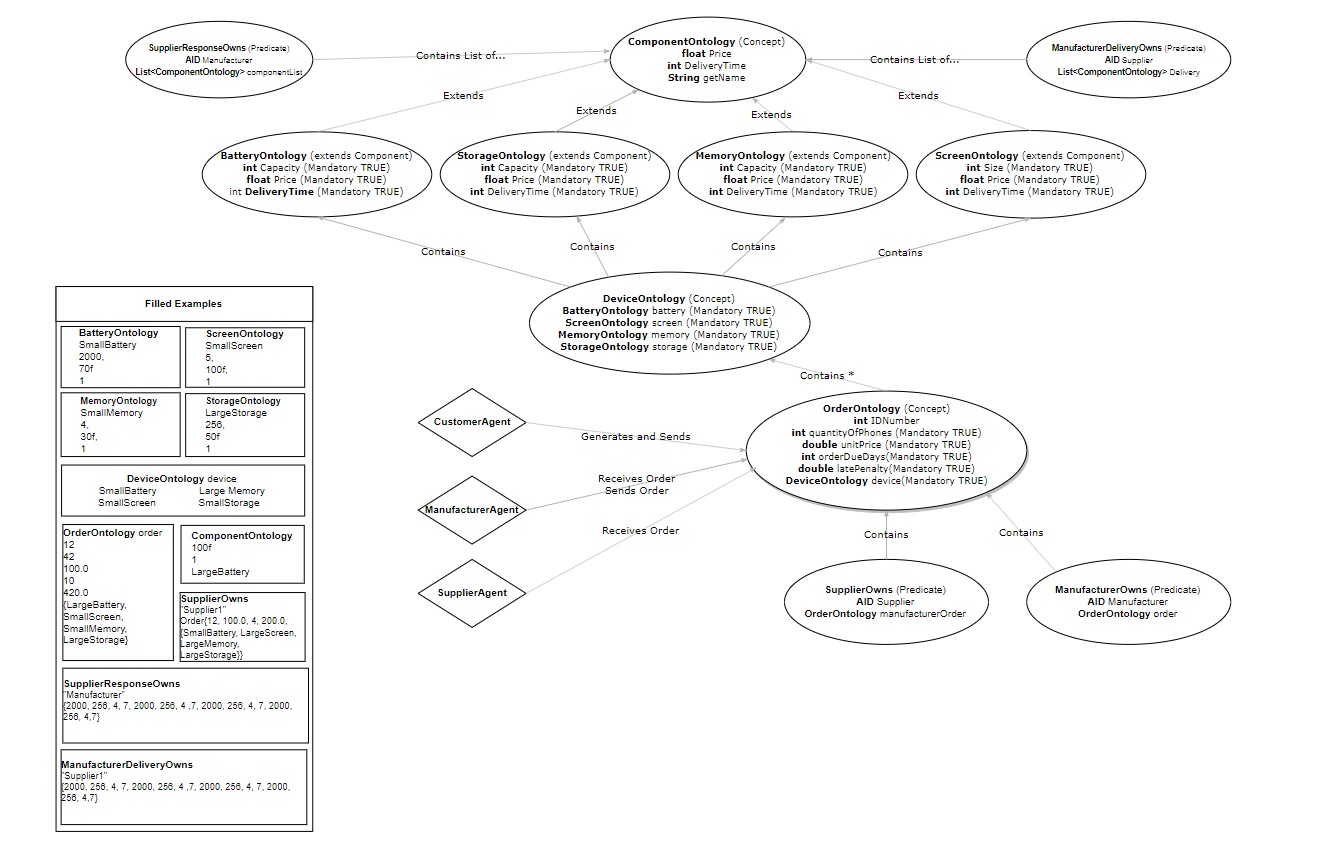 SupplierResponseOwns (Predicate)
AID Manufacturer
List<ComponentOntology> componentList
Contains List of...
ComponentOntology (Concept)
float Price
int DeliveryTime
String getName
Contains List of...
ManufacturerDeliveryOwns (Predicate)
AID Supplier
List<ComponentOntology> Delivery
Extends
Extends
Extends
Extends
BatteryOntology (extends Component)
int Capacity (Mandatory TRUE)
float Price (Mandatory TRUE)
int DeliveryTime (Mandatory TRUE)
StorageOntology (extends Component)
int Capacity (Mandatory TRUE)
float Price (Mandatory TRUE)
int DeliveryTime (Mandatory TRUE)
MemoryOntology (extends Component)
int Capacity (Mandatory TRUE)
float Price (Mandatory TRUE)
int DeliveryTime (Mandatory TRUE)
ScreenOntology (extends Component)
int Size (Mandatory TRUE)
float Price (Mandatory TRUE)
int DeliveryTime (Mandatory TRUE)
Contains
Contains
Contains
Contains
DeviceOntology (Concept)
BatteryOntology battery (Mandatory TRUE)
ScreenOntology screen (Mandatory TRUE)
MemoryOntology memory (Mandatory TRUE)
StorageOntology storage (Mandatory TRUE)
Contains *
OrderOntology (Concept)
int IDNumber
int quantityOfPhones (Mandatory TRUE)
double unitPrice (Mandatory TRUE)
int orderDueDays(Mandatory TRUE)
double latePenalty(Mandatory TRUE)
DeviceOntology device(Mandatory TRUE)
CustomerAgent
Generates and Sends
ManufacturerAgent
Receives Order
Sends Order
SupplierAgent
Receives Order
Contains
Contains
SupplierOwns (Predicate)
AID Supplier
OrderOntology manufacturerOrder
ManufacturerOwns (Predicate)
AID Manufacturer
OrderOntology order
Filled Examples
BatteryOntology
SmallBattery
2000,
70f
1
ScreenOntology
SmallScreen
5,
100f,
1
MemoryOntology
SmallMemory
4,
30f,
1
StorageOntology
LargeStorage
256,
50f
1
DeviceOntology device
SmallBattery Large Memory
SmallScreen SmallStorage
OrderOntology order
12
42
100.0
10
420.0
{LargeBattery,
SmallScreen,
SmallMemory,
LargeStorage}
ComponentOntology
100f
1
LargeBattery
SupplierOwns
"Supplier1"
Order{12, 100.0, 4, 200.0,
{SmallBattery, LargeScreen,
LargeMemory,
LargeStorage}}
SupplierResponseOwns
"Manufacturer"
{2000, 256, 4, 7, 2000, 256, 4 ,7, 2000, 256, 4, 7, 2000,
256, 4,7}
ManufacturerDeliveryOwns
"Supplier1"
{2000, 256, 4, 7, 2000, 256, 4 ,7, 2000, 256, 4, 7, 2000,
256, 4,7}